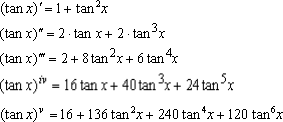 (tan x)' = 1 + tan²x
(tan x)'' = 2 · tan x + 2 · tan³x
(tan x)''' = 2 + 8 tan²x + 6 tan⁴x
(tan x)ⁱᵛ = 16 tan x + 40 tan³x + 24 tan⁵x
(tan x)ᵛ = 16 + 136 tan²x + 240 tan⁴x + 120 tan⁶x